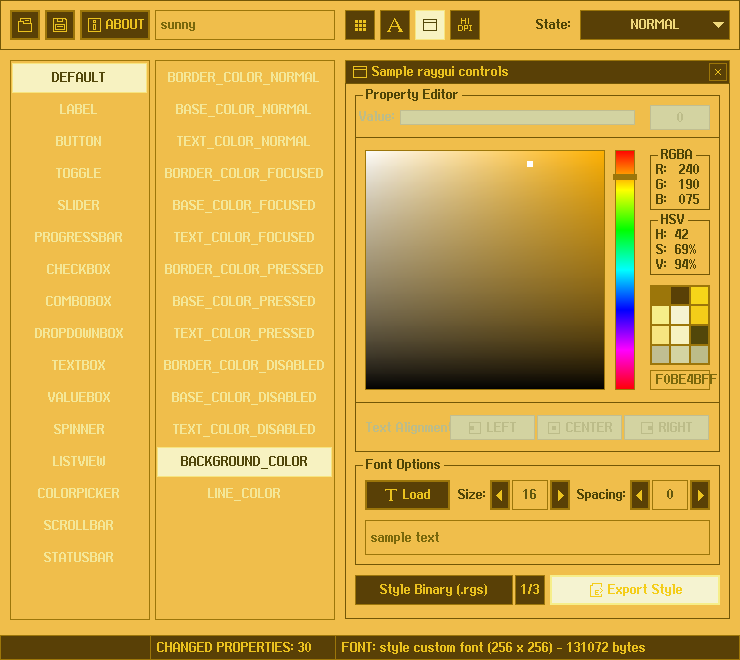 ABOUT
sunny
HI
DPI
State:
NORMAL
DEFAULT
LABEL
BUTTON
TOGGLE
SLIDER
PROGRESSBAR
CHECKBOX
COMBOBOX
DROPDOWNBOX
TEXTBOX
VALUEBOX
SPINNER
LISTVIEW
COLORPICKER
SCROLLBAR
STATUSBAR
BORDER_COLOR_NORMAL
BASE_COLOR_NORMAL
TEXT_COLOR_NORMAL
BORDER_COLOR_FOCUSED
BASE_COLOR_FOCUSED
TEXT_COLOR_FOCUSED
BORDER_COLOR_PRESSED
BASE_COLOR_PRESSED
TEXT_COLOR_PRESSED
BORDER_COLOR_DISABLED
BASE_COLOR_DISABLED
TEXT_COLOR_DISABLED
BACKGROUND_COLOR
LINE_COLOR
Sample raygui controls
Property Editor
Value: 0
RGBA
R: 240
G: 190
B: 075
HSV
H: 42
S: 69%
V: 94%
F0BE4BFF
Text Alignment LEFT CENTER RIGHT
Font Options
Load Size: 16 Spacing: 0
sample text
Style Binary (.rgs) 1/3 Export Style
CHANGED PROPERTIES: 30 FONT: style custom font (256 x 256) - 131072 bytes